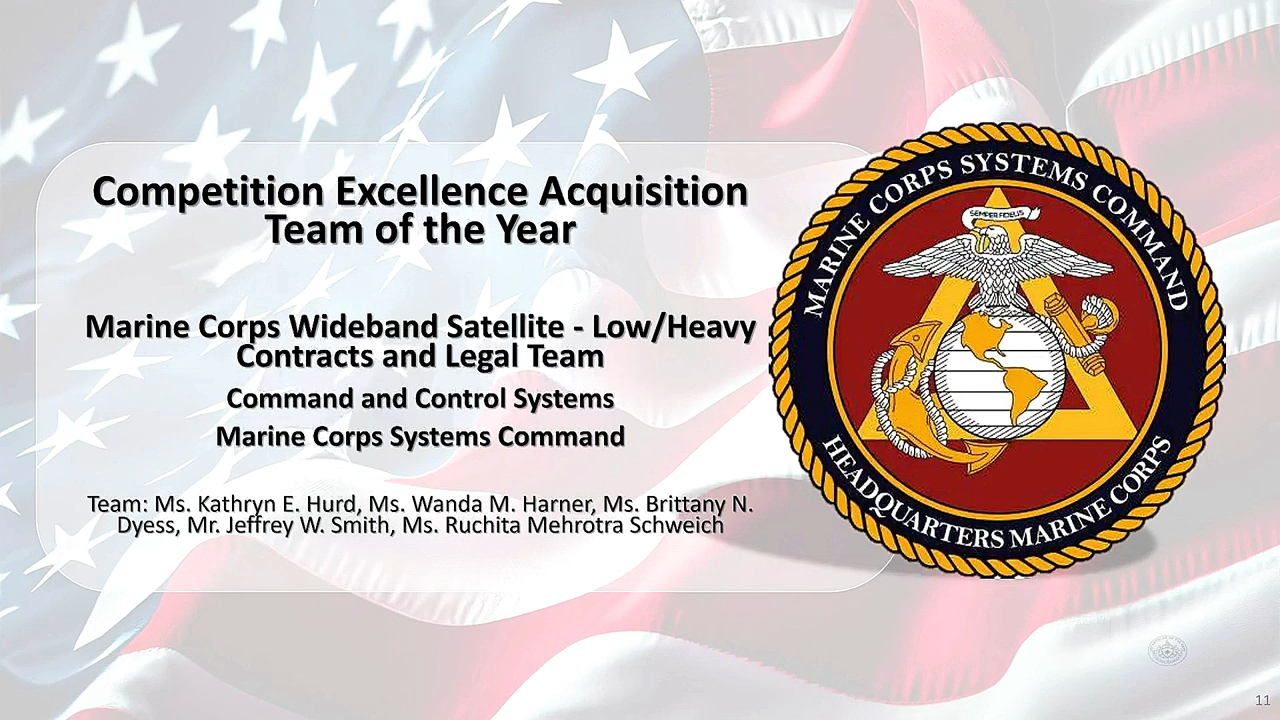 Competition Excellence Acquisition
Team of the Year
Marine Corps Wideband Satellite - Low/Heavy
Contracts and Legal Team
Command and Control Systems
Marine Corps Systems Command
Team: Ms. Kathryn E. Hurd, Ms. Wanda M. Harner, Ms. Brittany N.
Dyess, Mr. Jeffrey W. Smith, Ms. Ruchita Mehrotra Schweich
MARINE CORPS SYSTEMS COMMAND
SEMPER FIDELIS
HEADQUARTERS MARINE CORPS
11